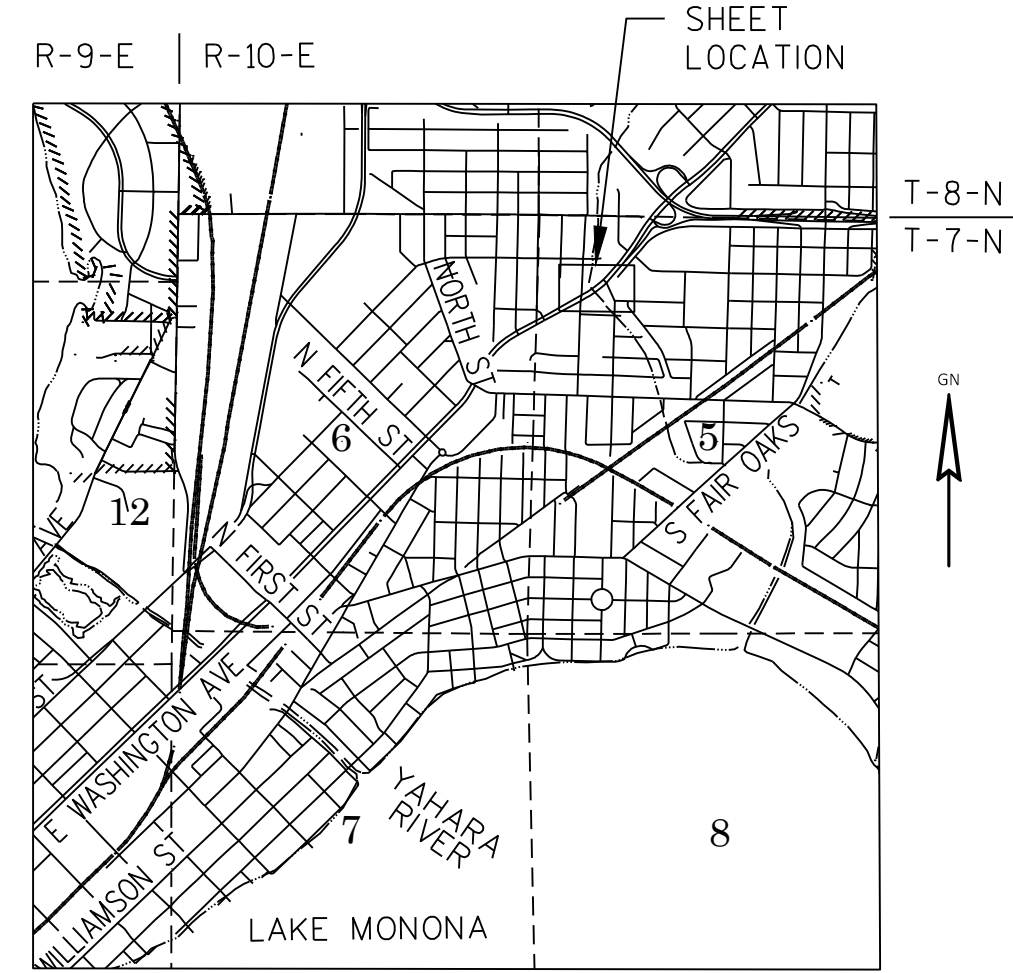 SHEET
LOCATION
R-9-E
R-10-E
T-8-N
T-7-N
NORTH ST
N FIFTH ST
6
5
GN
S FAIR OAKS
12
AVE
N FIRST ST
ST
E WASHINGTON AVE
YAHARA
RIVER
7
8
WILLIAMSON ST
LAKE MONONA